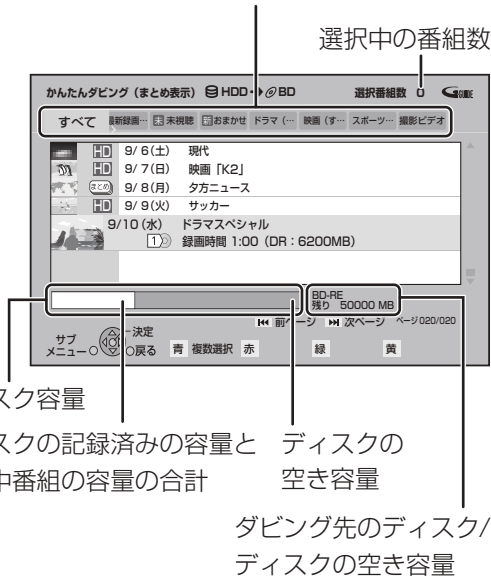 選択中の番組数
かんたんダビング（まとめ表示） HDD BD 選択番組数 0 G-GUIDE
すべて 最新録画… 未 未視聴 おまかせ ドラマ（… 映画（す… スポーツ… 撮影ビデオ
HD 9/ 6(土) 現代
HD 9/ 7(日) 映画「K2」
まとめ 9/ 8(月) 夕方ニュース
HD 9/ 9(火) サッカー
9/10(水) ドラマスペシャル
1 録画時間 1:00（DR：6200MB）
BD-RE
残り 50000 MB
前ページ 次ページ ページ020/020
サブメニュー 決定 戻る 青 複数選択 赤 緑 黄
スク容量
スクの記録済みの容量と
中番組の容量の合計
ディスクの
空き容量
ダビング先のディスク/
ディスクの空き容量